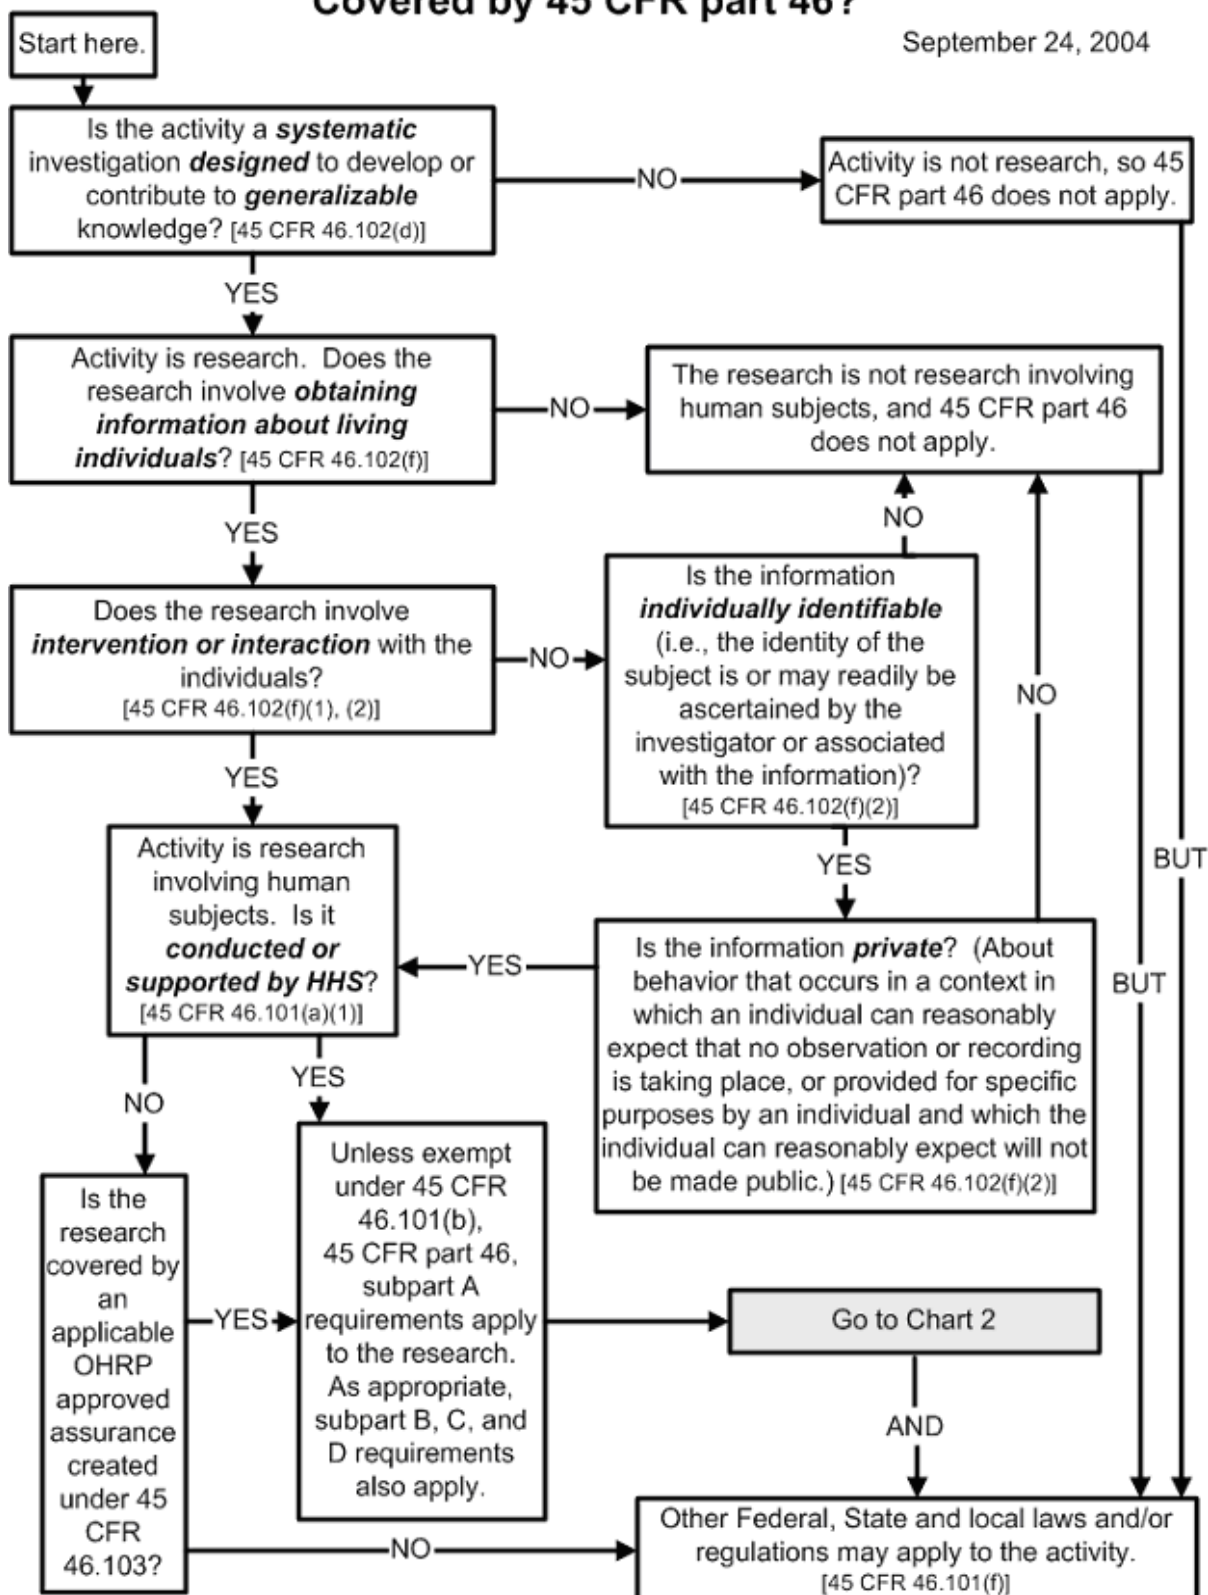 Covered by 45 CFR part 46?
Start here.
September 24, 2004
Is the activity a systematic
investigation designed to develop or
contribute to generalizable
knowledge? [45 CFR 46.102(d)]
NO
Activity is not research, so 45
CFR part 46 does not apply.
YES
Activity is research. Does the
research involve obtaining
information about living
individuals? [45 CFR 46.102(f)]
NO
The research is not research involving
human subjects, and 45 CFR part 46
does not apply.
YES
NO
Does the research involve
intervention or interaction with the
individuals?
[45 CFR 46.102(f)(1), (2)]
NO
Is the information
individually identifiable
(i.e., the identity of the
subject is or may readily be
ascertained by the
investigator or associated
with the information)?
[45 CFR 46.102(f)(2)]
NO
YES
YES
BUT
Activity is research
involving human
subjects. Is it
conducted or
supported by HHS?
[45 CFR 46.101(a)(1)]
YES
Is the information private? (About
behavior that occurs in a context in
which an individual can reasonably
expect that no observation or recording
is taking place, or provided for specific
purposes by an individual and which the
individual can reasonably expect will not
be made public.) [45 CFR 46.102(f)(2)]
BUT
NO
YES
Is the
research
covered by
an
applicable
OHRP
approved
assurance
created
under 45
CFR
46.103?
YES
Unless exempt
under 45 CFR
46.101(b),
45 CFR part 46,
subpart A
requirements apply
to the research.
As appropriate,
subpart B, C, and
D requirements
also apply.
Go to Chart 2
AND
NO
Other Federal, State and local laws and/or
regulations may apply to the activity.
[45 CFR 46.101(f)]